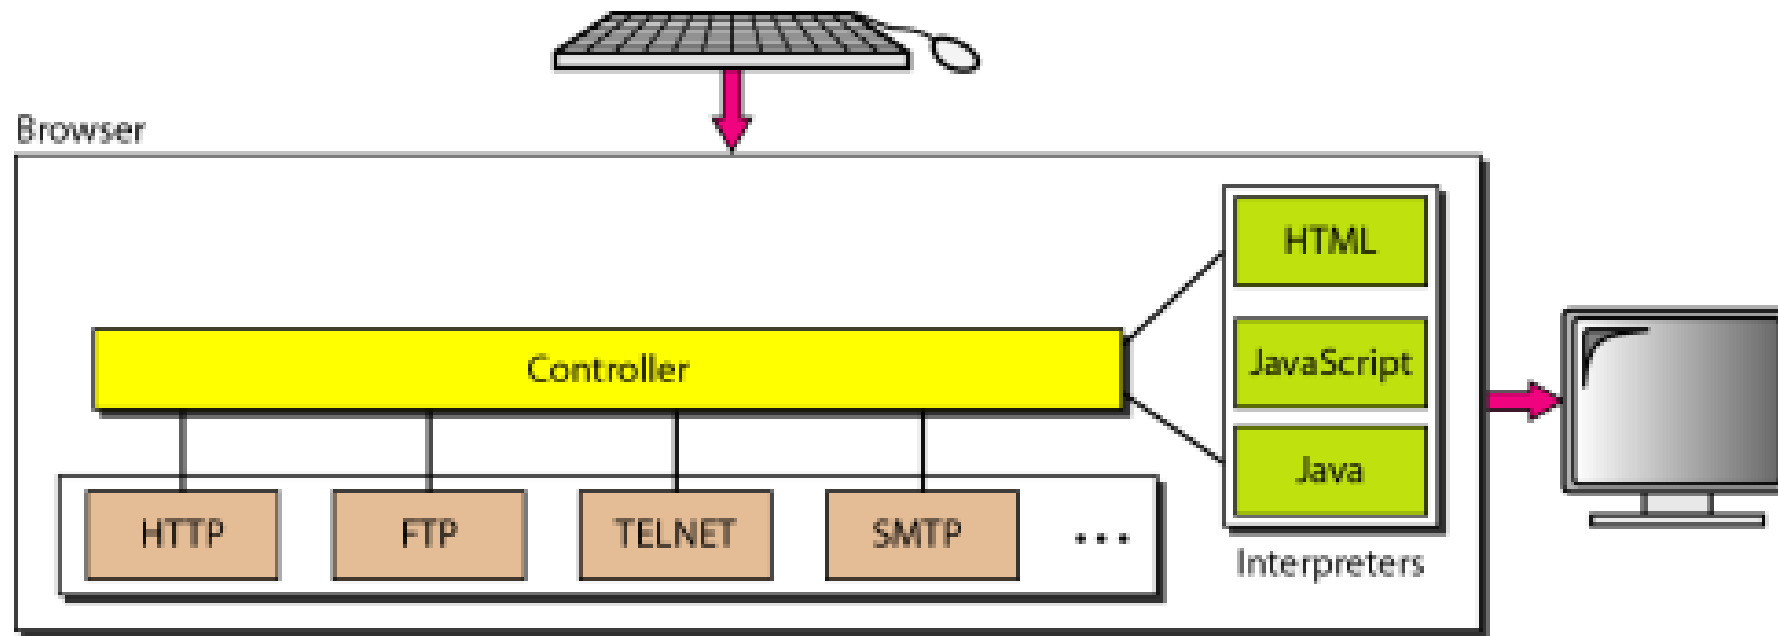 Browser
HTML
Controller
JavaScript
Java
HTTP
FTP
TELNET
SMTP
...
Interpreters